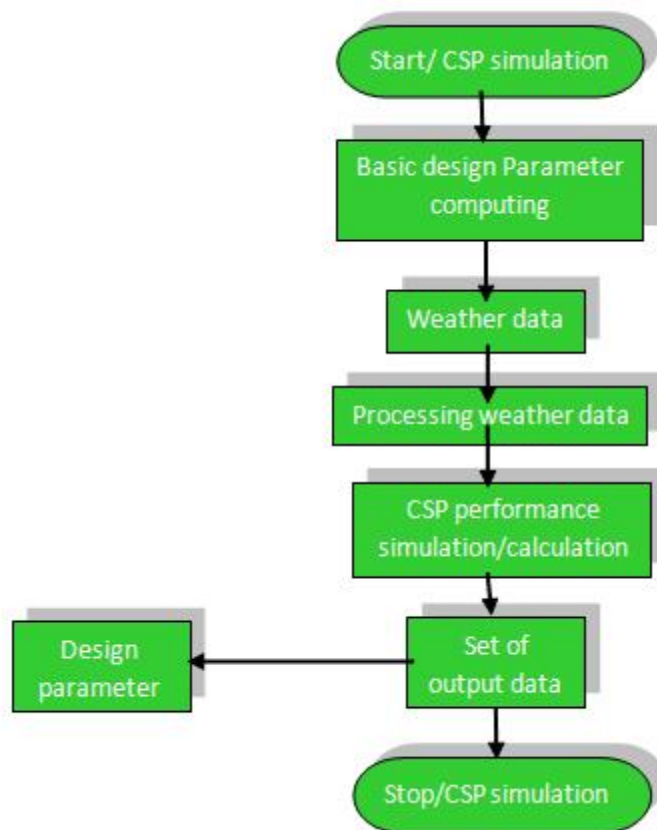 Start/ CSP simulation
Basic design Parameter
computing
Weather data
Processing weather data
CSP performance
simulation/calculation
Design
parameter
Set of
output data
Stop/CSP simulation